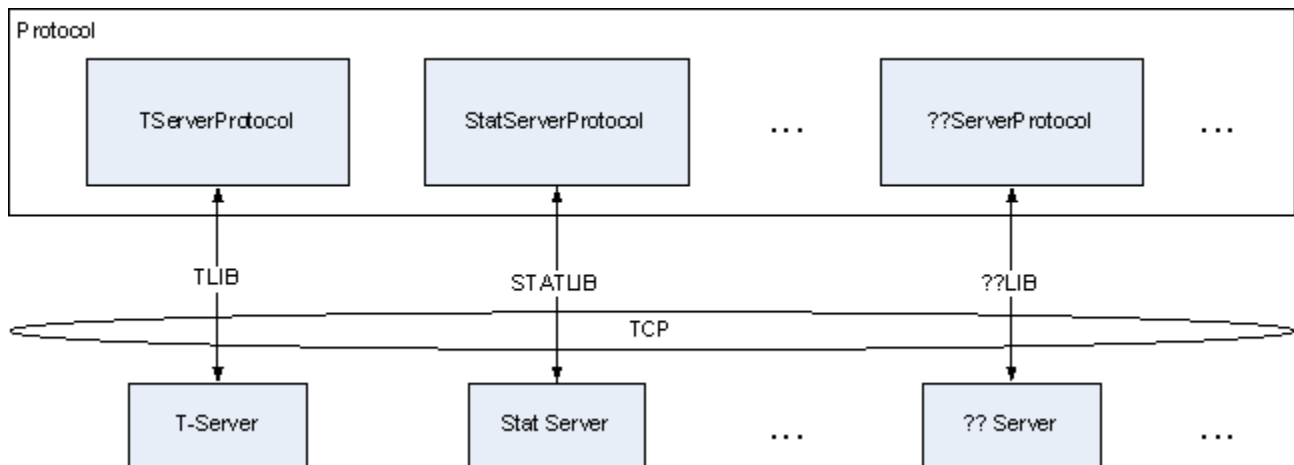 Protocol
TServerProtocol
StatServerProtocol
...
??ServerProtocol
...
TLIB
STATLIB
??LIB
TCP
T-Server
Stat Server
...
?? Server
...